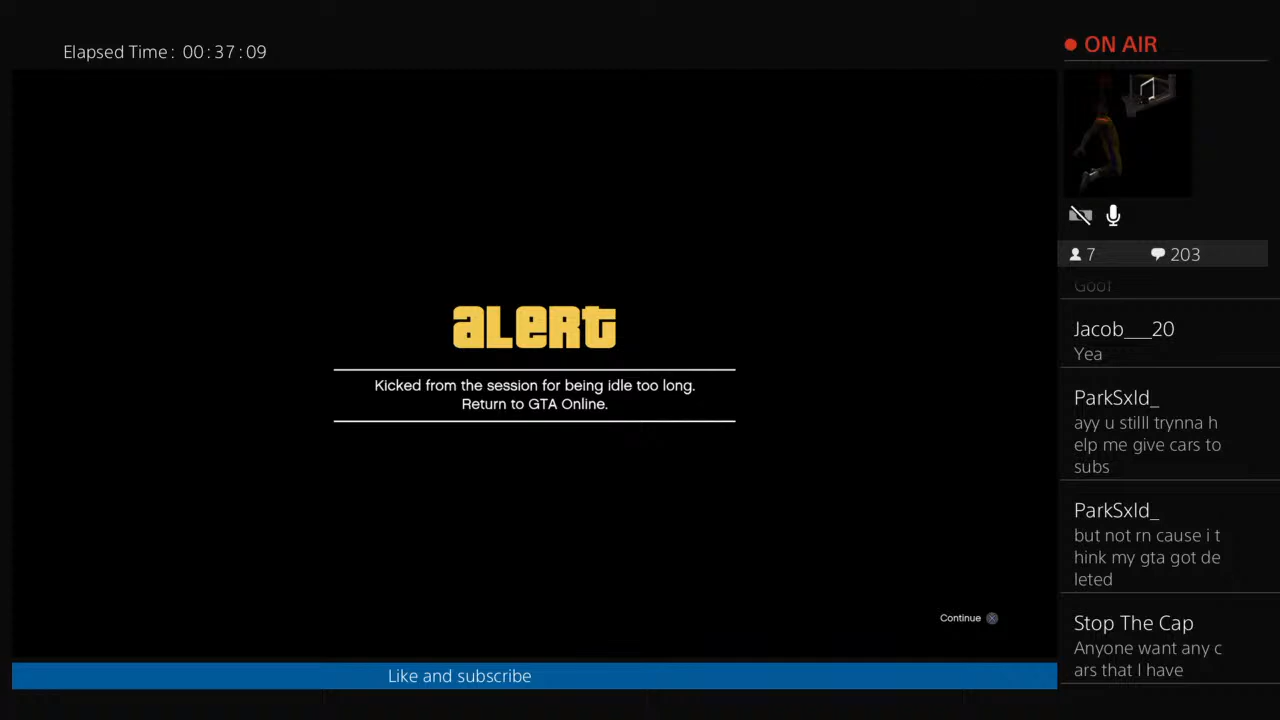 Elapsed Time: 00:37:09
ON AIR
7
203
Goof
Jacob___20
Yea
ParkSxld_
ayy u stilll trynna h
elp me give cars to
subs
ParkSxld_
but not rn cause i t
hink my gta got de
leted
Stop The Cap
Anyone want any c
ars that I have
alert
Kicked from the session for being idle too long.
Return to GTA Online.
Continue
Like and subscribe